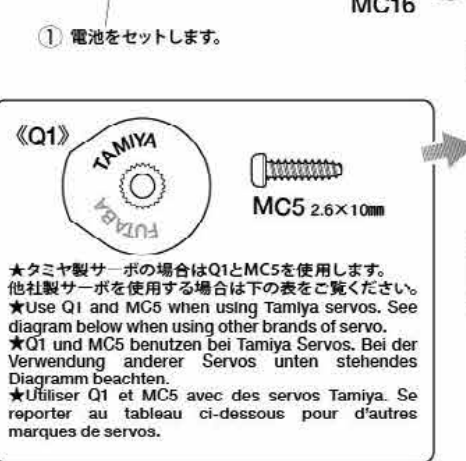 MC16
① 電池をセットします。
《Q1》
TAMIYA
FUTABA
MC5 2.6×10mm
★タミヤ製サーボの場合はQ1とMC5を使用します。
他社製サーボを使用する場合は下の表をご覧ください。
★Use Q1 and MC5 when using Tamiya servos. See
diagram below when using other brands of servo.
★Q1 und MC5 benutzen bei Tamiya Servos. Bei der
Verwendung anderer Servos unten stehendes
Diagramm beachten.
★Utiliser Q1 et MC5 avec des servos Tamiya. Se
reporter au tableau ci-dessous pour d'autres
marques de servos.